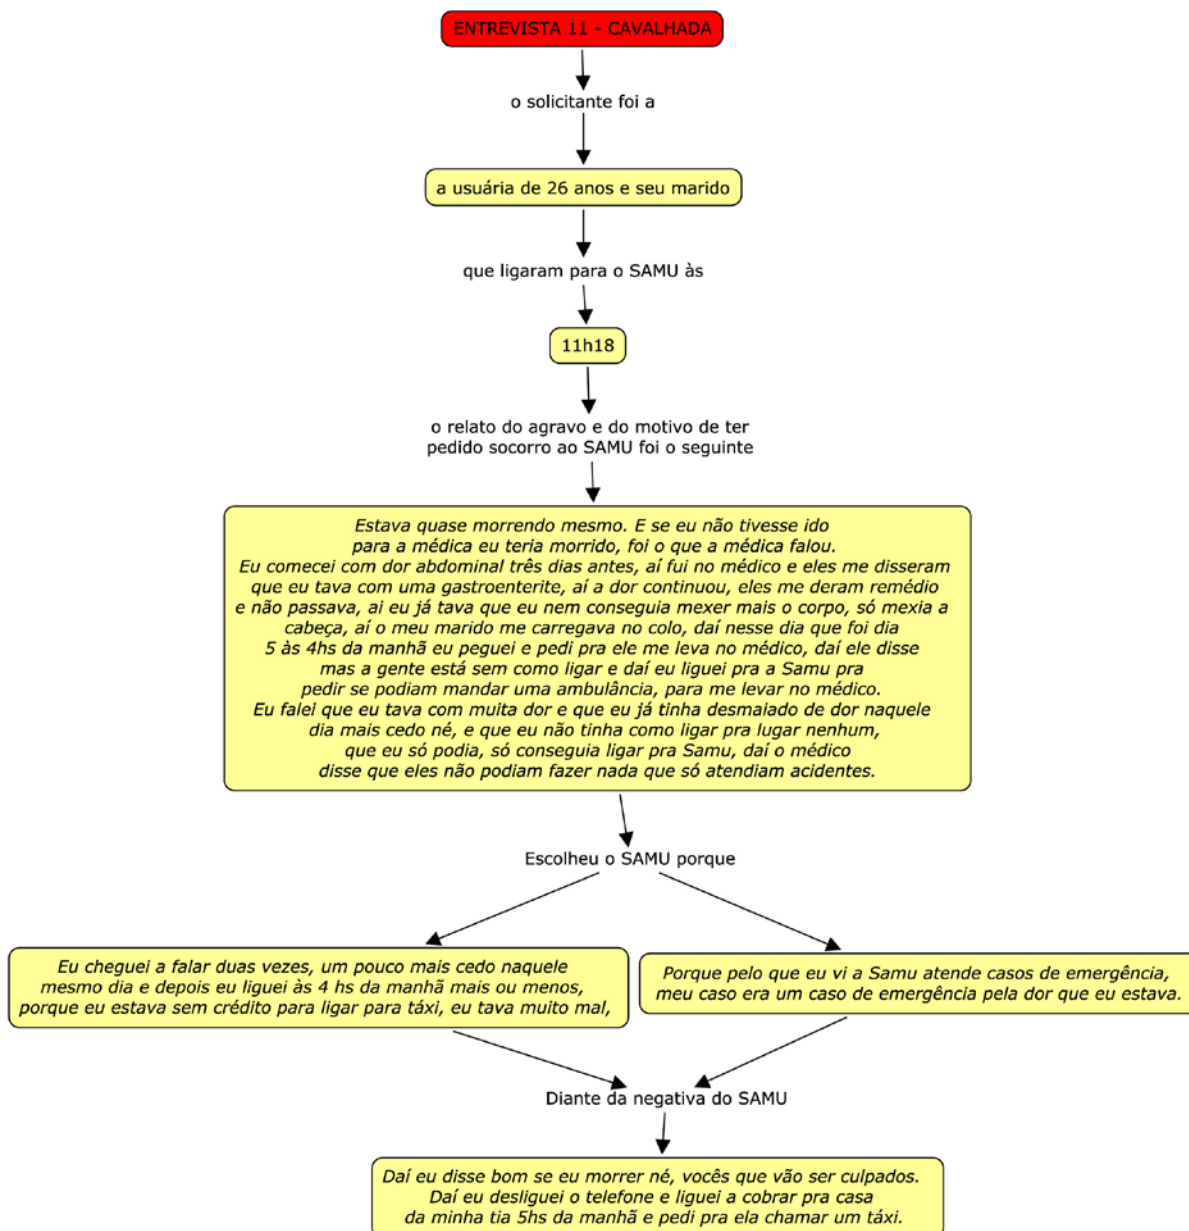 ENTREVISTA 11 - CAVALHADA
o solicitante foi a
a usuária de 26 anos e seu marido
que ligaram para o SAMU às
11h18
o relato do agravo e do motivo de ter
pedido socorro ao SAMU foi o seguinte
Estava quase morrendo mesmo. E se eu não tivesse ido
para a médica eu teria morrido, foi o que a médica falou.
Eu comecei com dor abdominal três dias antes, aí fui no médico e eles me disseram
que eu tava com uma gastroenterite, aí a dor continuou, eles me deram remédio
e não passava, ai eu já tava que eu nem conseguia mexer mais o corpo, só mexia a
cabeça, aí o meu marido me carregava no colo, daí nesse dia que foi dia
5 às 4hs da manhã eu peguei e pedi pra ele me leva no médico, daí ele disse
mas a gente está sem como ligar e daí eu liguei pra a Samu pra
pedir se podiam mandar uma ambulância, para me levar no médico.
Eu falei que eu tava com muita dor e que eu já tinha desmaiado de dor naquele
dia mais cedo né, e que eu não tinha como ligar pra lugar nenhum,
que eu só podia, só conseguia ligar pra Samu, daí o médico
disse que eles não podiam fazer nada que só atendiam acidentes.
Escolheu o SAMU porque
Eu cheguei a falar duas vezes, um pouco mais cedo naquele
mesmo dia e depois eu liguei às 4 hs da manhã mais ou menos,
porque eu estava sem crédito para ligar para táxi, eu tava muito mal,
Porque pelo que eu vi a Samu atende casos de emergência,
meu caso era um caso de emergência pela dor que eu estava.
Diante da negativa do SAMU
Daí eu disse bom se eu morrer né, vocês que vão ser culpados.
Daí eu desliguei o telefone e liguei a cobrar pra casa
da minha tia 5hs da manhã e pedi pra ela chamar um táxi.